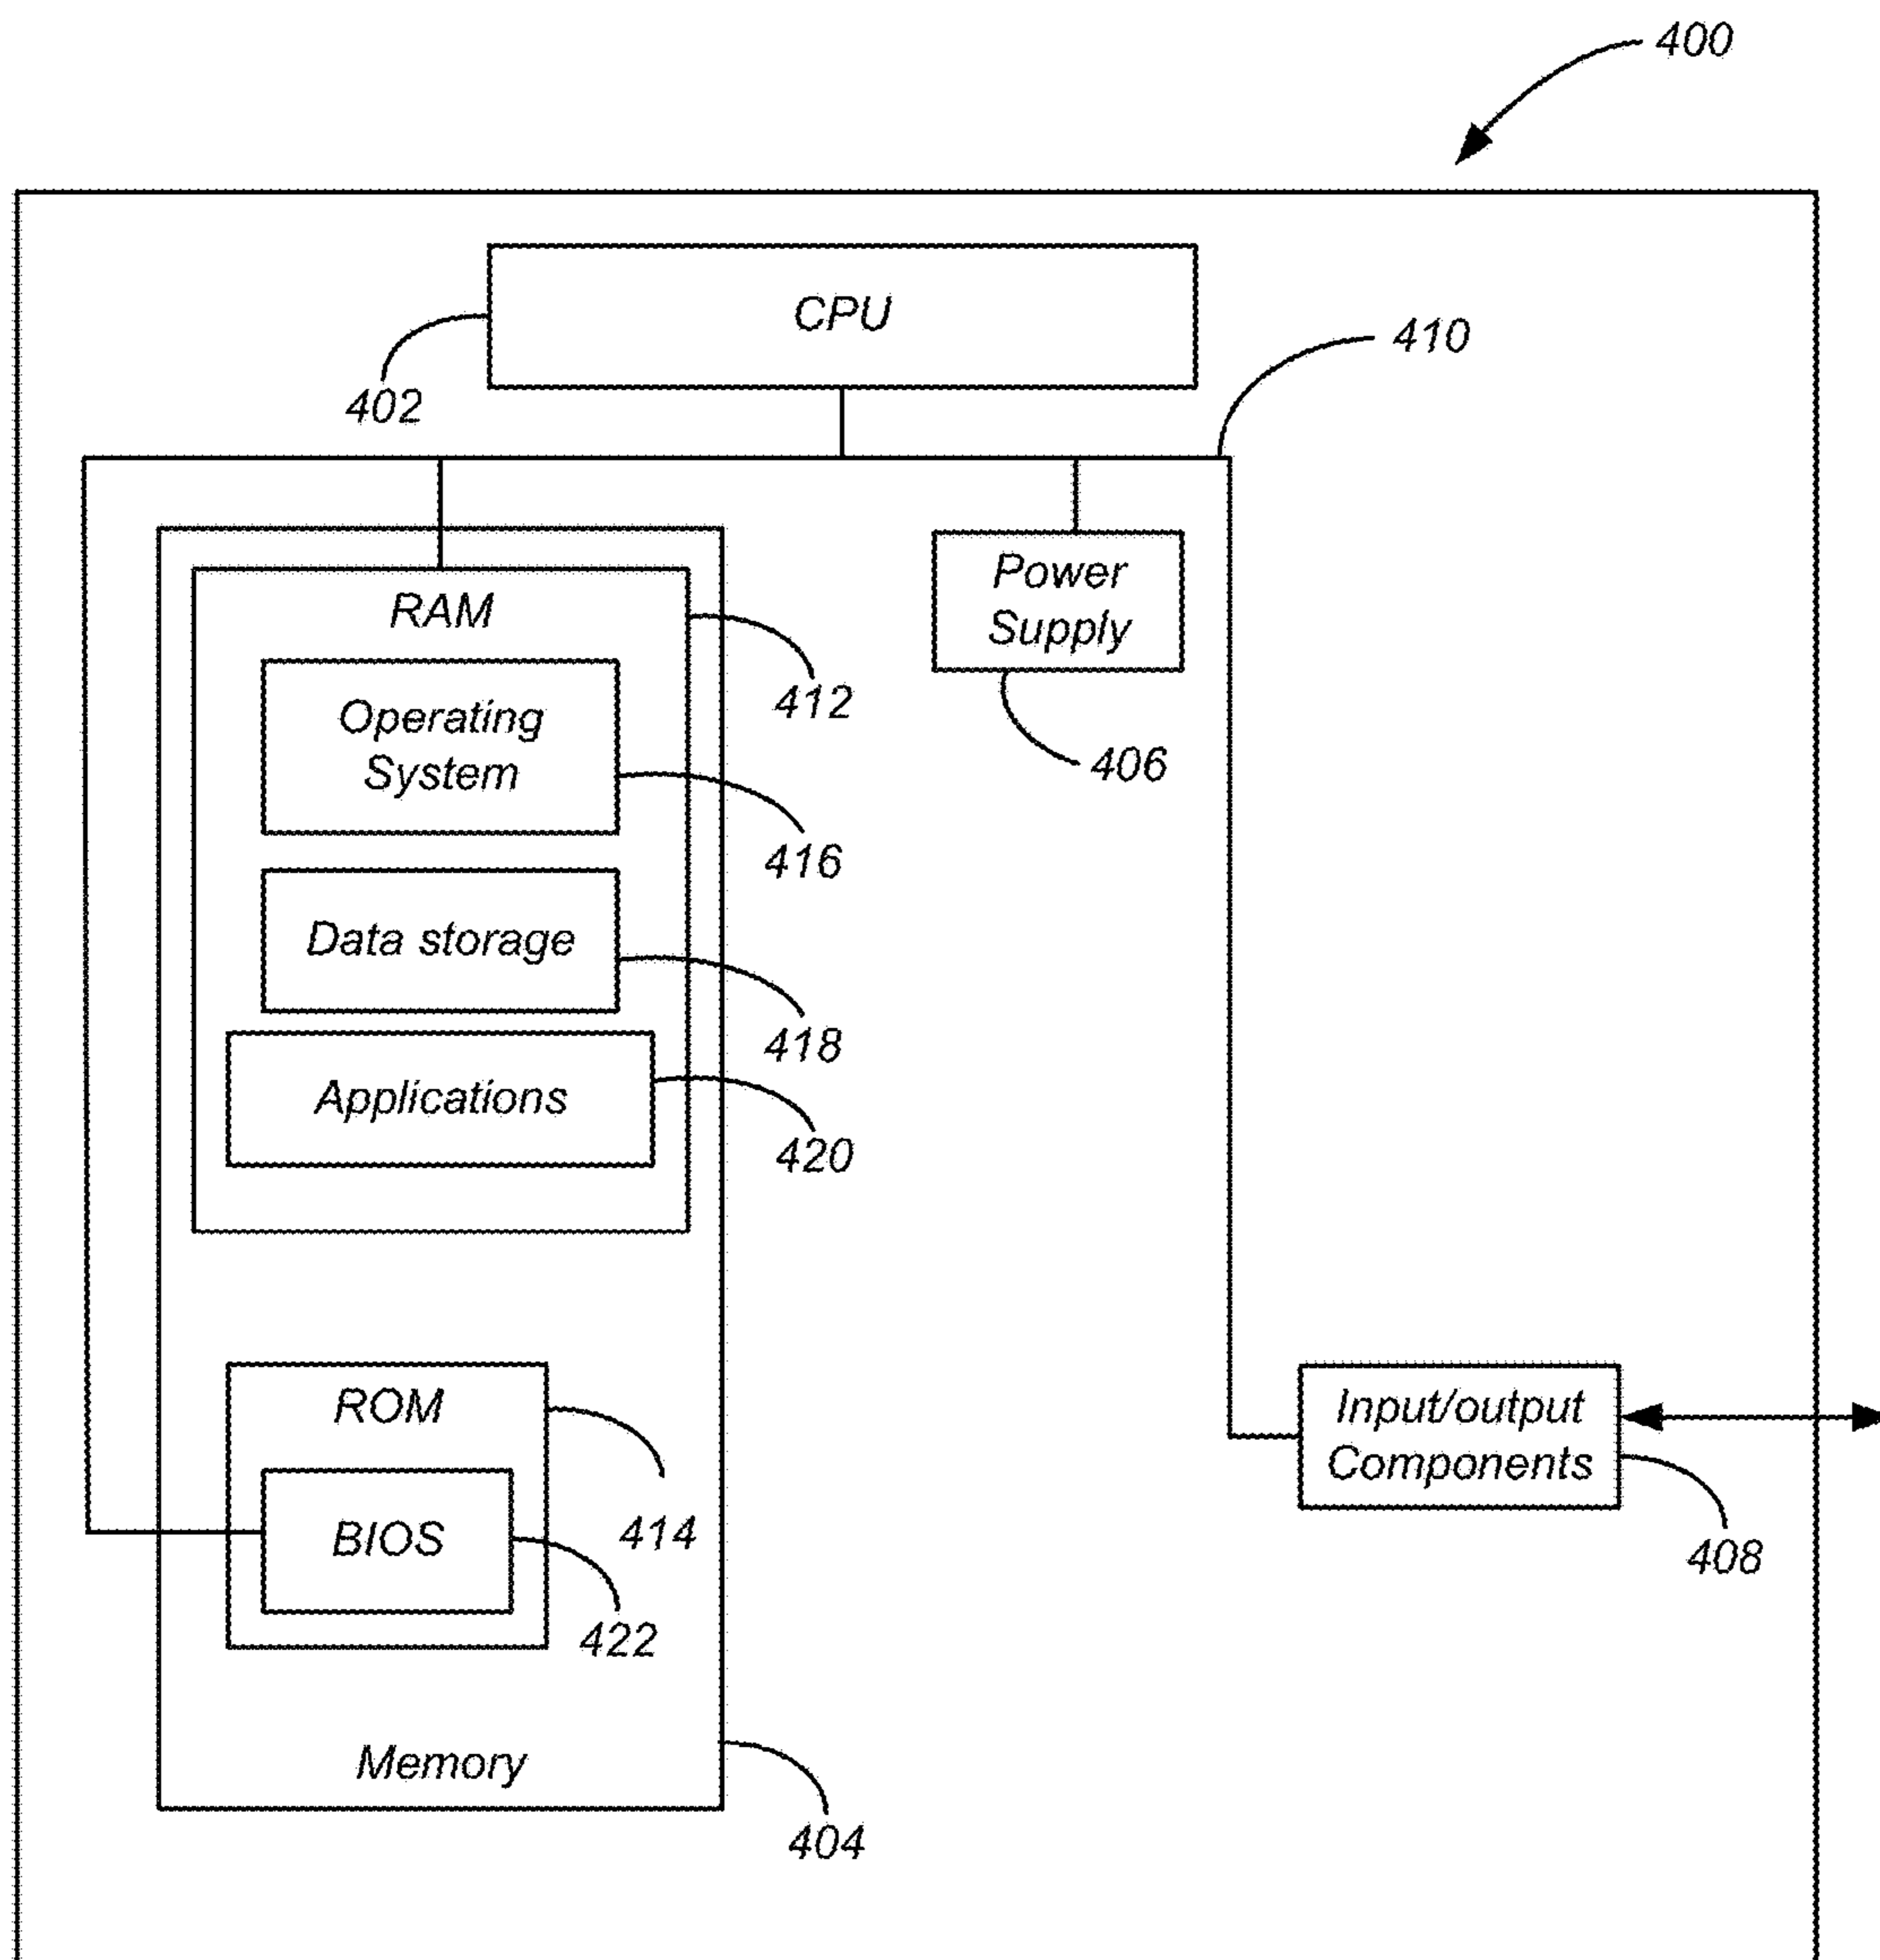 400
CPU
402
410
RAM
412
Power
Supply
406
Operating
System
416
Data storage
418
Applications
420
ROM
414
BIOS
422
Input/output
Components
408
Memory
404